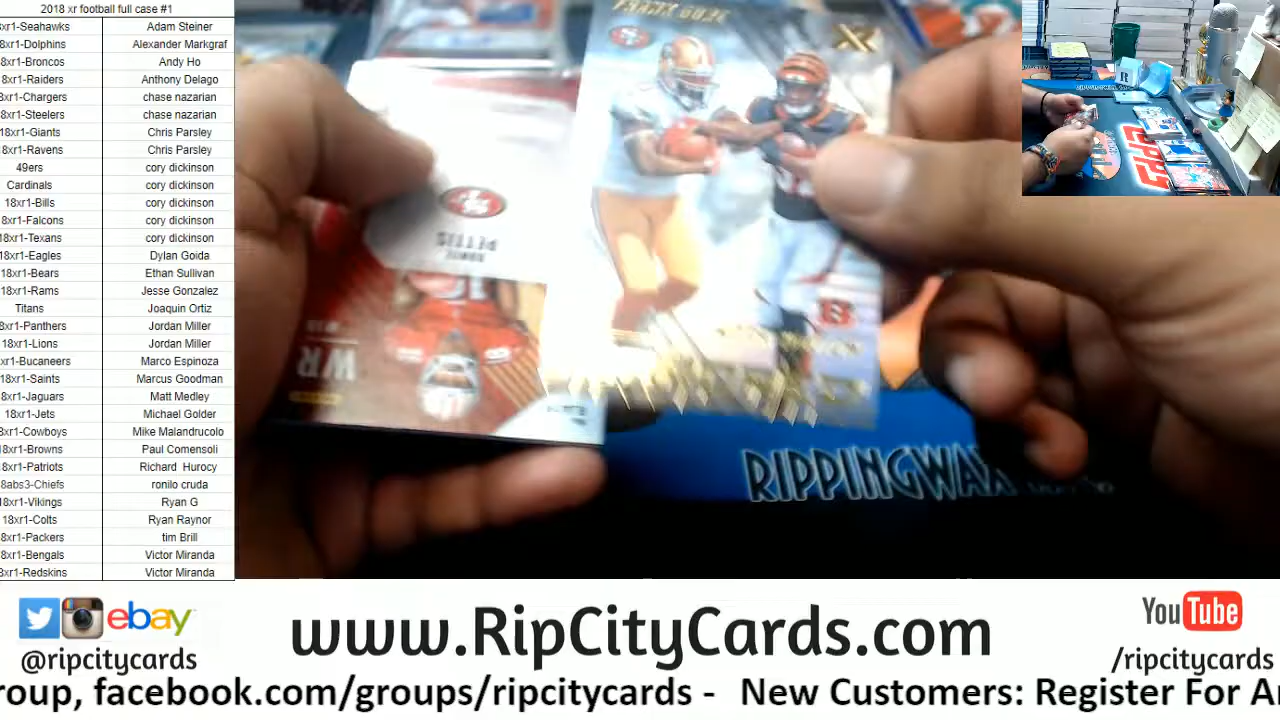 2018 xr football full case #1
8xr1-Seahawks Adam Steiner
8xr1-Dolphins Alexander Markgraf
8xr1-Broncos Andy Ho
8xr1-Raiders Anthony Delago
8xr1-Chargers chase nazarian
8xr1-Steelers chase nazarian
18xr1-Giants Chris Parsley
18xr1-Ravens Chris Parsley
49ers cory dickinson
Cardinals cory dickinson
18xr1-Bills cory dickinson
8xr1-Falcons cory dickinson
18xr1-Texans cory dickinson
18xr1-Eagles Dylan Goida
18xr1-Bears Ethan Sullivan
18xr1-Rams Jesse Gonzalez
Titans Joaquin Ortiz
8xr1-Panthers Jordan Miller
18xr1-Lions Jordan Miller
xr1-Bucaneers Marco Espinoza
18xr1-Saints Marcus Goodman
8xr1-Jaguars Matt Medley
18xr1-Jets Michael Golder
8xr1-Cowboys Mike Malandrucolo
18xr1-Browns Paul Comensoli
8xr1-Patriots Richard Hurocy
8abs3-Chiefs ronilo cruda
18xr1-Vikings Ryan G
18xr1-Colts Ryan Raynor
8xr1-Packers tim Brill
8xr1-Bengals Victor Miranda
8xr1-Redskins Victor Miranda
XR
PETTIS
WR
RIPPINGWAX
ebay
@ripcitycards
www.RipCityCards.com
YouTube
/ripcitycards
roup, facebook.com/groups/ripcitycards - New Customers: Register For An